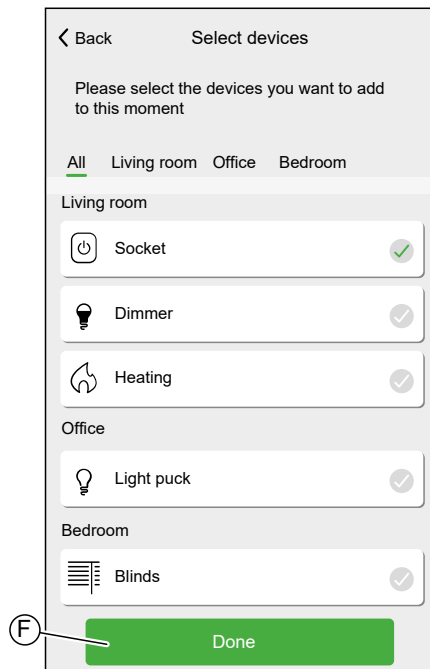 Back Select devices
Please select the devices you want to add
to this moment
All Living room Office Bedroom
Living room
Socket
Dimmer
Heating
Office
Light puck
Bedroom
Blinds
F
Done